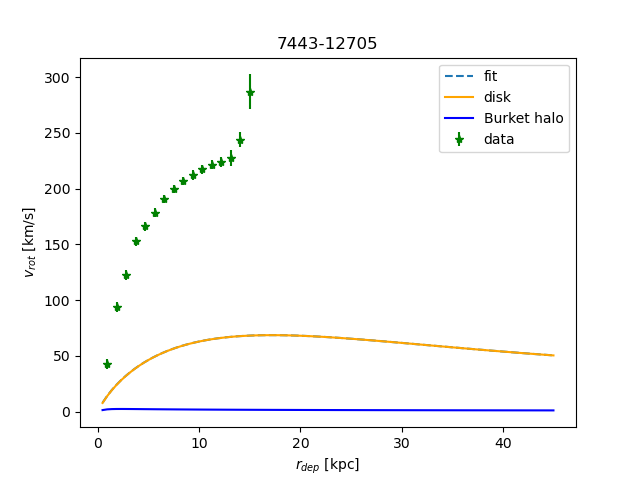 7443-12705
fit
disk
Burket halo
data
v_rot [km/s]
300
250
200
150
100
50
0
0 10 20 30 40
r_dep [kpc]